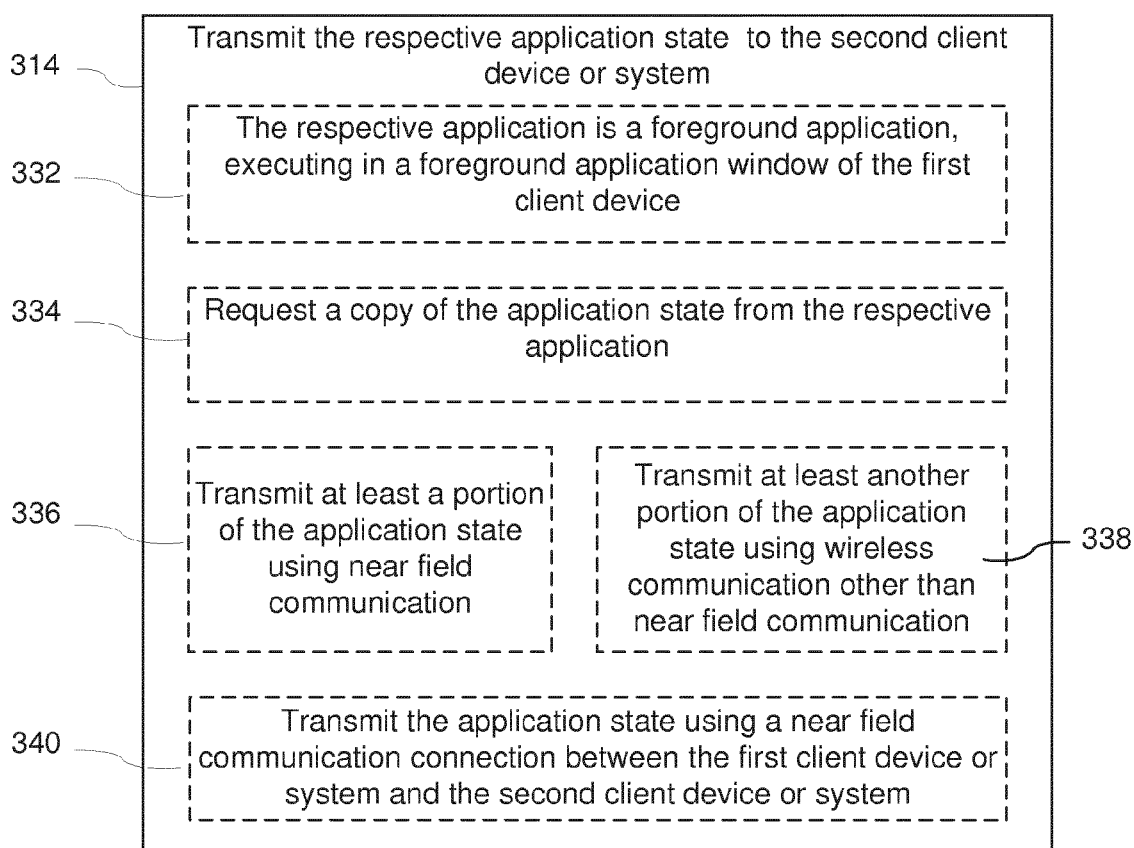 Transmit the respective application state to the second client
device or system
314
The respective application is a foreground application,
executing in a foreground application window of the first
client device
332
Request a copy of the application state from the respective
application
334
Transmit at least a portion
of the application state
using near field
communication
336
Transmit at least another
portion of the application
state using wireless
communication other than
near field communication
338
Transmit the application state using a near field
communication connection between the first client device or
system and the second client device or system
340